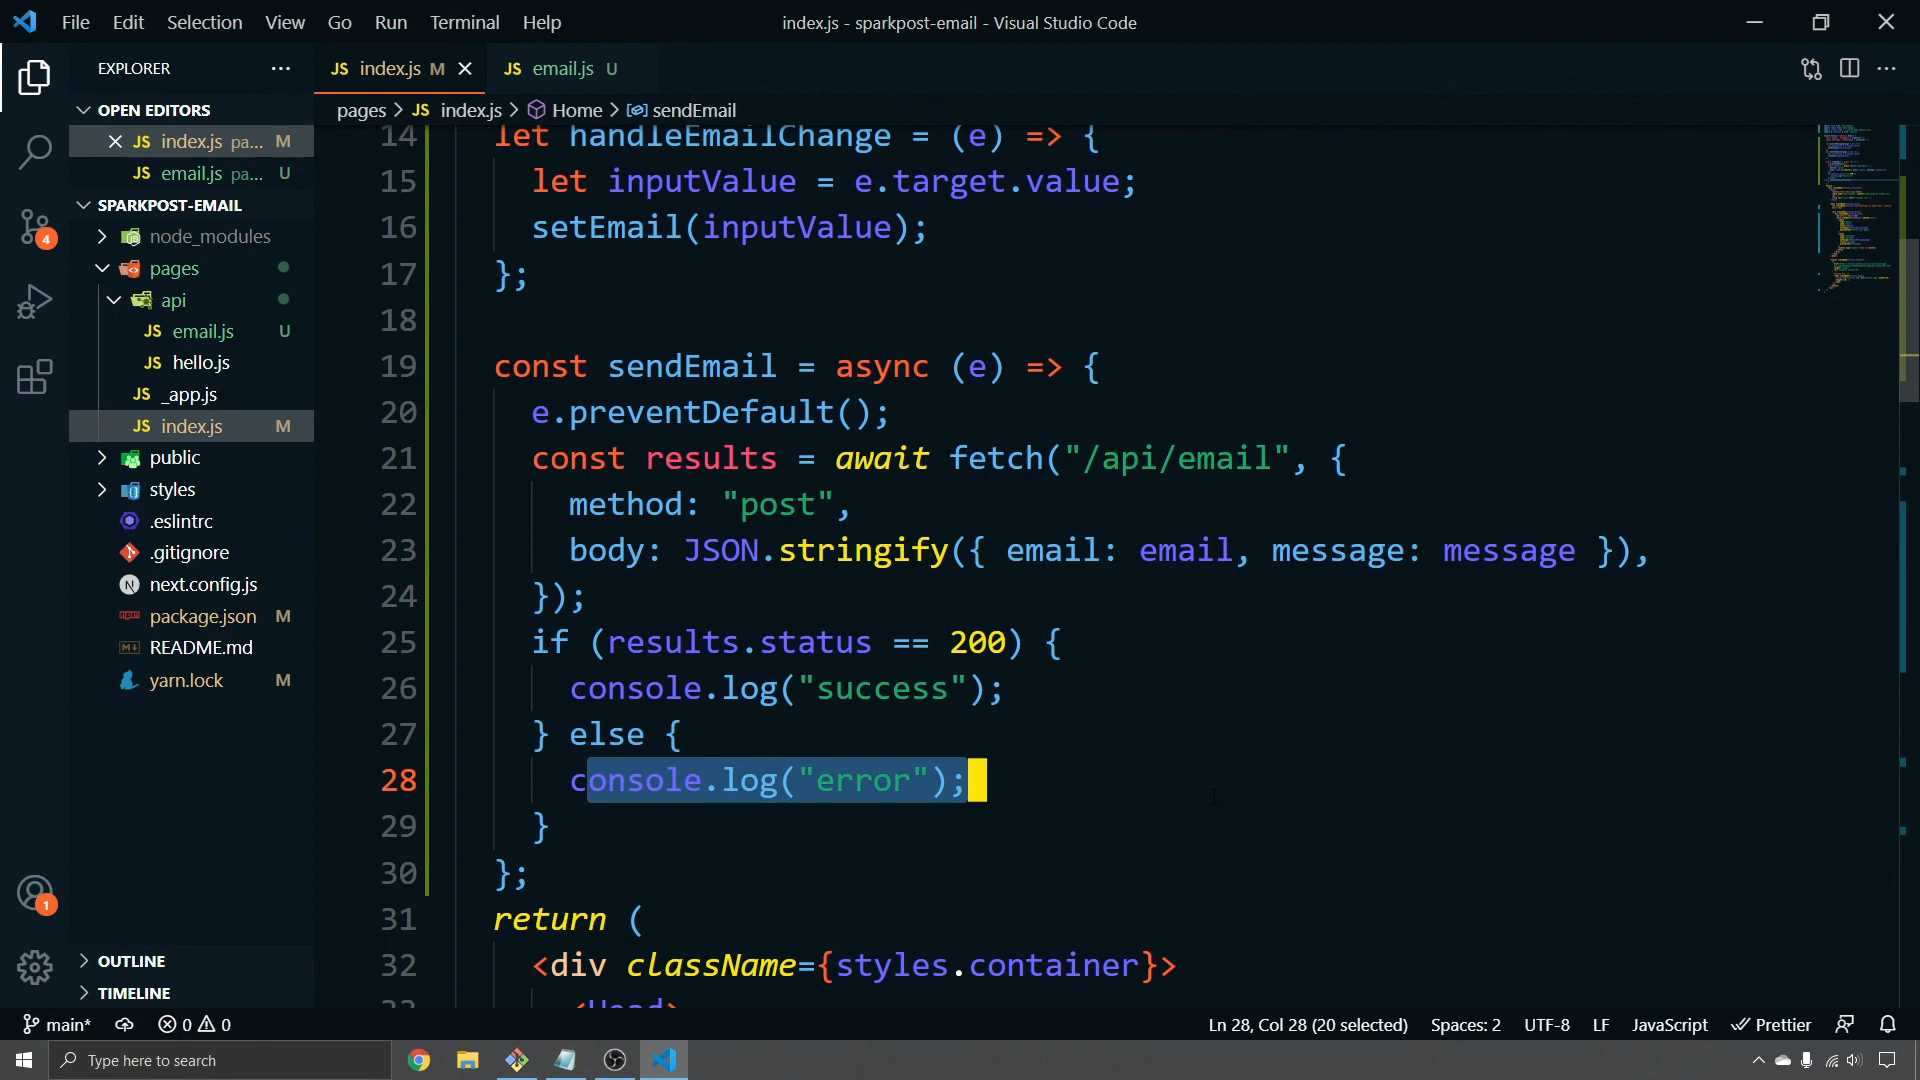 File Edit Selection View Go Run Terminal Help
index.js - sparkpost-email - Visual Studio Code
EXPLORER
JS index.js M
JS email.js U
OPEN EDITORS
JS index.js pa... M
JS email.js pa... U
SPARKPOST-EMAIL
node_modules
pages
api
JS email.js U
JS hello.js
JS _app.js
JS index.js M
public
styles
.eslintrc
.gitignore
N next.config.js
package.json M
README.md
yarn.lock M
OUTLINE
TIMELINE
4
1
pages > JS index.js > Home > sendEmail
14 let handleEmailChange = (e) => {
15 let inputValue = e.target.value;
16 setEmail(inputValue);
17 };
18
19 const sendEmail = async (e) => {
20 e.preventDefault();
21 const results = await fetch("/api/email", {
22 method: "post",
23 body: JSON.stringify({ email: email, message: message }),
24 });
25 if (results.status == 200) {
26 console.log("success");
27 } else {
28 console.log("error");
29 }
30 };
31 return (
32 <div className={styles.container}>
33 <Head>
main* 0 0
Ln 28, Col 28 (20 selected) Spaces: 2 UTF-8 LF JavaScript Prettier
Type here to search